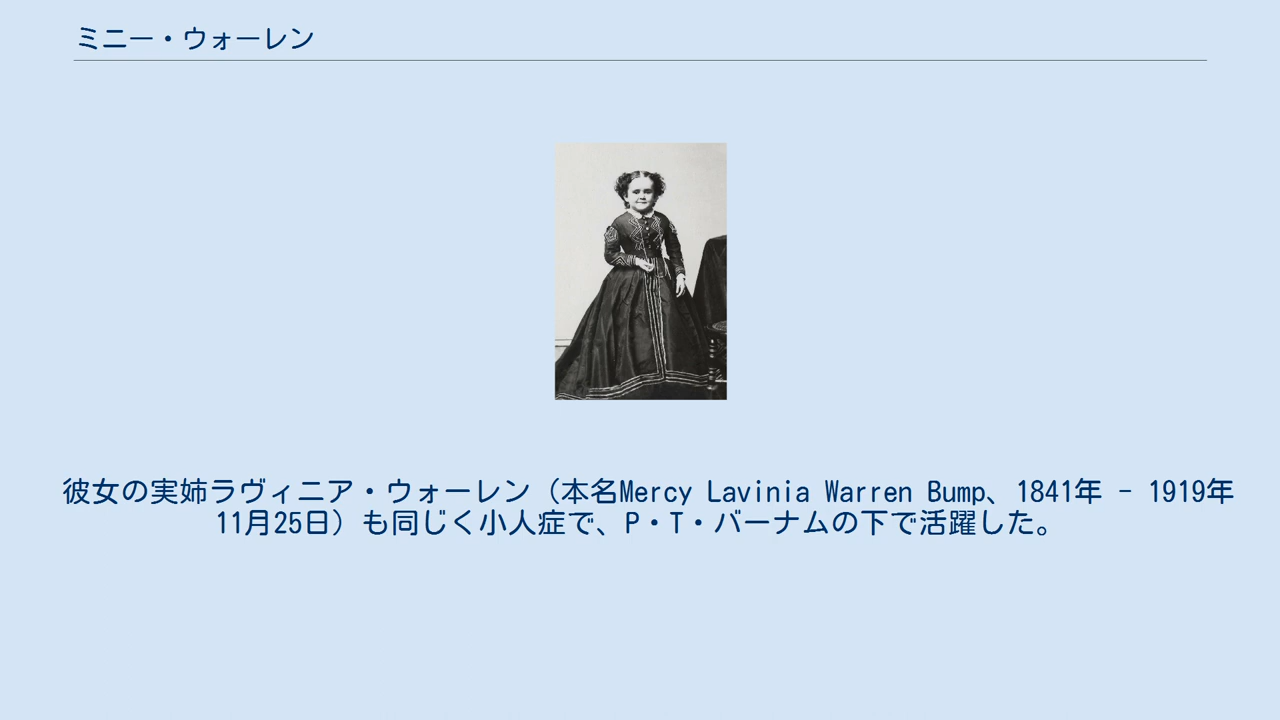 ミニー・ウォーレン
彼女の実姉ラヴィニア・ウォーレン（本名Mercy Lavinia Warren Bump、1841年 - 1919年
11月25日）も同じく小人症で、P・T・バーナムの下で活躍した。